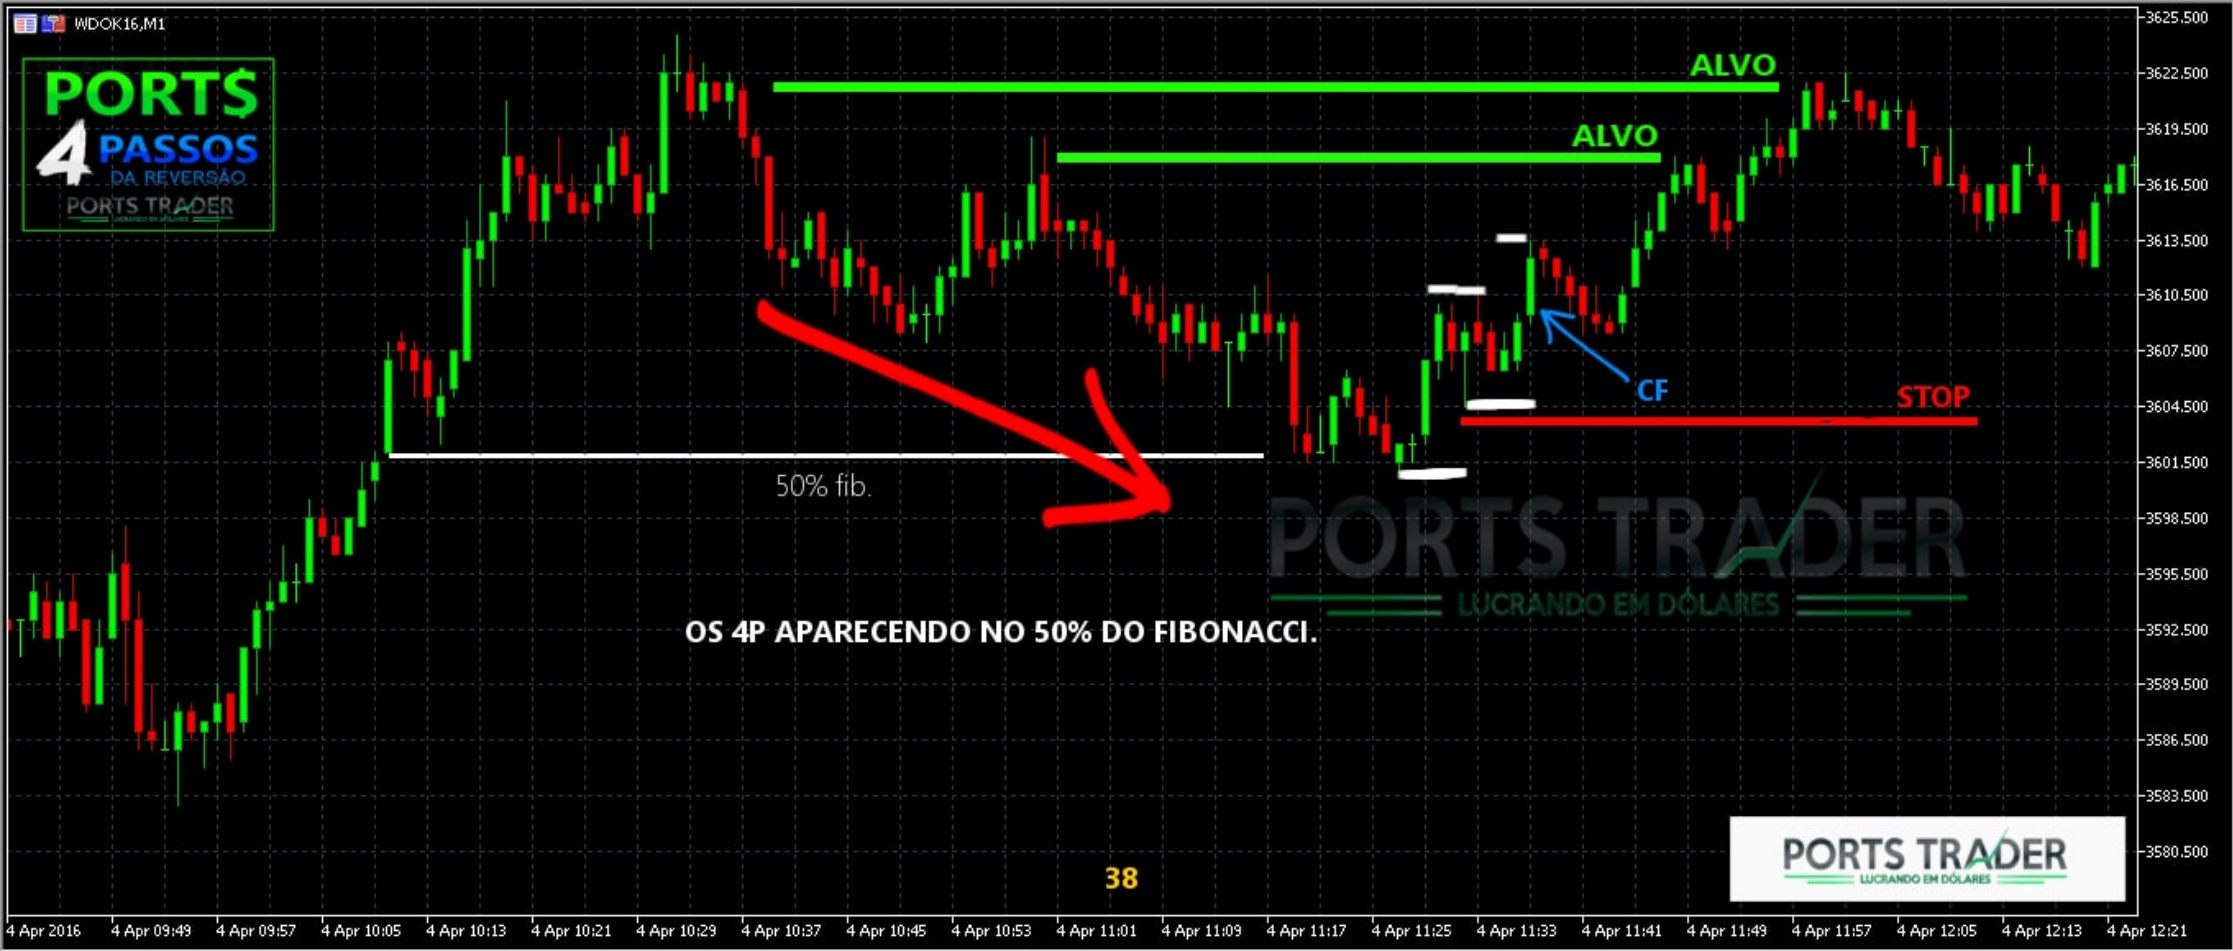 WDOK16,M1
PORT$
4 PASSOS
DA REVERSÃO
PORTS TRADER
LUCRANDO EM DÓLARES
ALVO
ALVO
CF
STOP
50% fib.
PORTS TRADER
LUCRANDO EM DÓLARES
OS 4P APARECENDO NO 50% DO FIBONACCI.
PORTS TRADER
LUCRANDO EM DÓLARES
38
3625.500
3622.500
3619.500
3616.500
3613.500
3610.500
3607.500
3604.500
3601.500
3598.500
3595.500
3592.500
3589.500
3586.500
3583.500
3580.500
4 Apr 2016 4 Apr 09:49 4 Apr 09:57 4 Apr 10:05 4 Apr 10:13 4 Apr 10:21 4 Apr 10:29 4 Apr 10:37 4 Apr 10:45 4 Apr 10:53 4 Apr 11:01 4 Apr 11:09 4 Apr 11:17 4 Apr 11:25 4 Apr 11:33 4 Apr 11:41 4 Apr 11:49 4 Apr 11:57 4 Apr 12:05 4 Apr 12:13 4 Apr 12:21